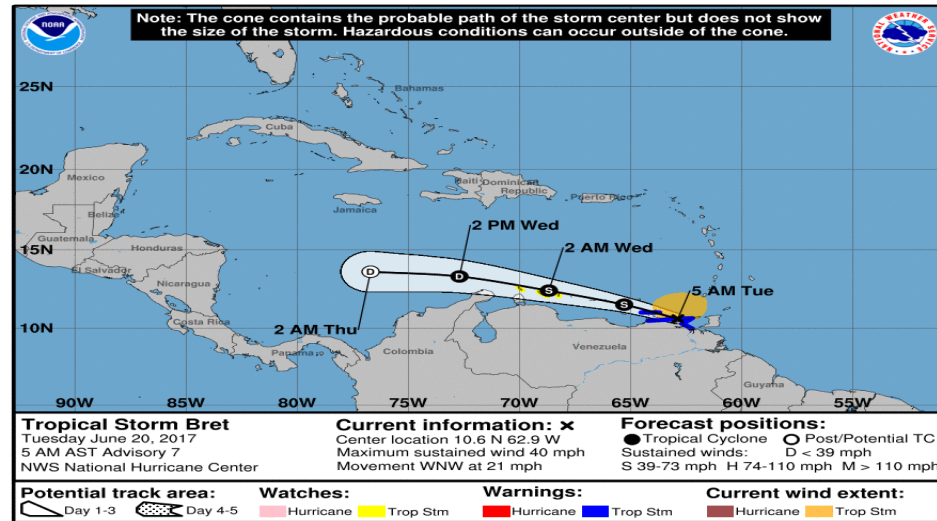 Note: The cone contains the probable path of the storm center but does not show
the size of the storm. Hazardous conditions can occur outside of the cone.
NOAA
NATIONAL WEATHER SERVICE
25N
20N
15N
10N
90W
85W
80W
75W
70W
65W
60W
55W
Bahamas
Cuba
Mexico
Haiti
Dominican
Republic
Puerto Rico
Jamaica
Belize
Guatemala
Honduras
El Salvador
Nicaragua
Costa Rica
Panama
Colombia
Venezuela
Guyana
2 PM Wed
2 AM Wed
5 AM Tue
2 AM Thu
D
D
S
S
Tropical Storm Bret
Tuesday June 20, 2017
5 AM AST Advisory 7
NWS National Hurricane Center
Current information: ×
Center location 10.6 N 62.9 W
Maximum sustained wind 40 mph
Movement WNW at 21 mph
Forecast positions:
Tropical Cyclone Post/Potential TC
Sustained winds: D < 39 mph
S 39-73 mph H 74-110 mph M > 110 mph
Potential track area:
Day 1-3 Day 4-5
Watches:
Hurricane Trop Stm
Warnings:
Hurricane Trop Stm
Current wind extent:
Hurricane Trop Stm